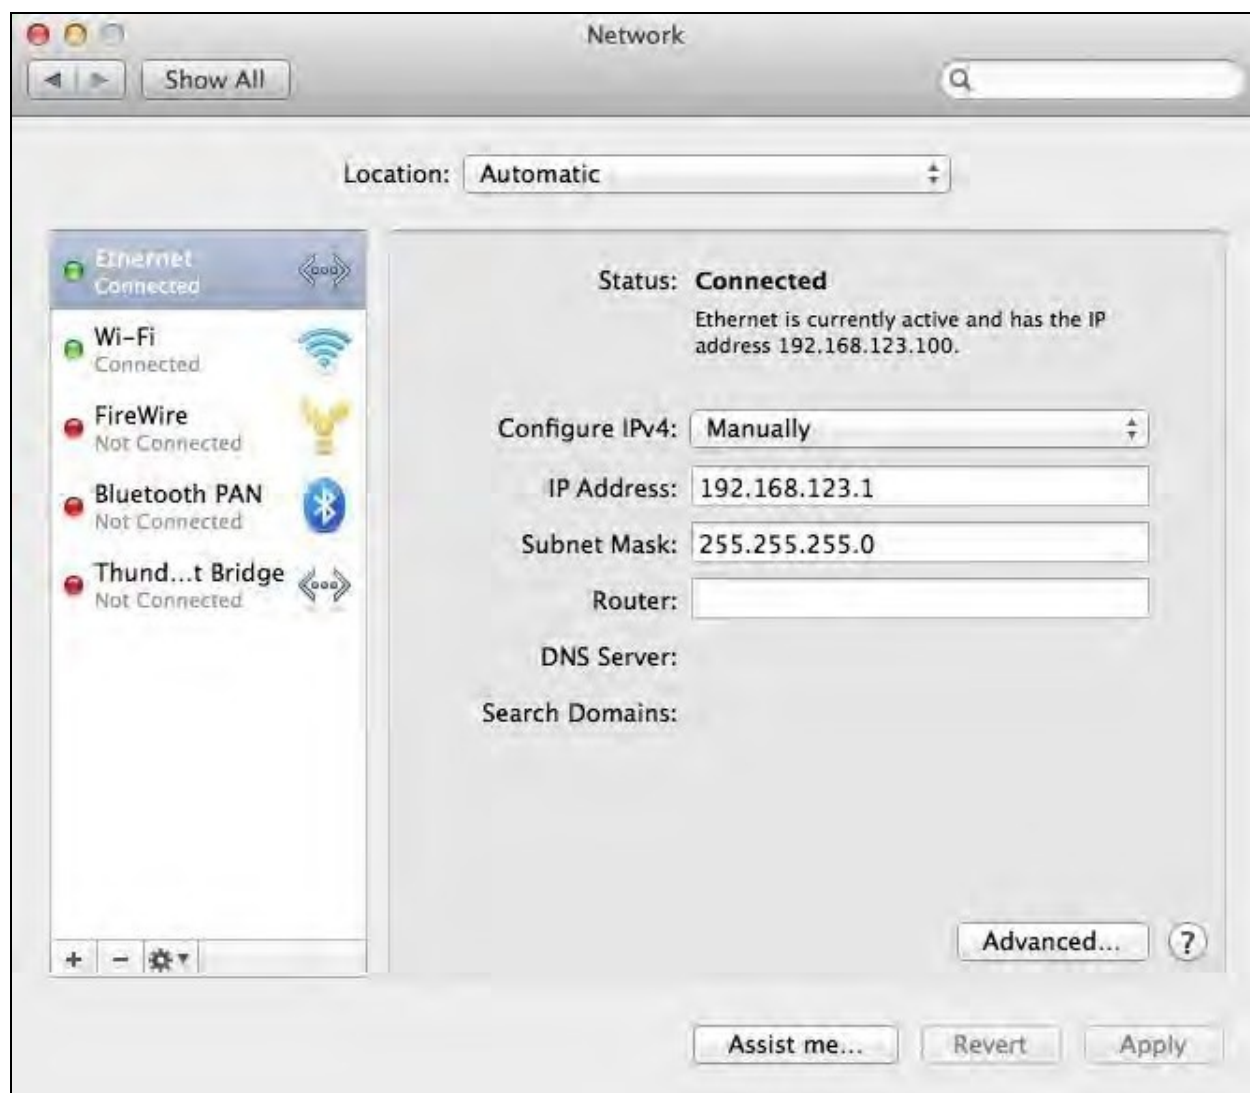 Network
Show All
Location: Automatic
Ethernet
Connected
Wi-Fi
Connected
FireWire
Not Connected
Bluetooth PAN
Not Connected
Thund...t Bridge
Not Connected
Status: Connected
Ethernet is currently active and has the IP
address 192.168.123.100.
Configure IPv4: Manually
IP Address: 192.168.123.1
Subnet Mask: 255.255.255.0
Router:
DNS Server:
Search Domains:
+ −
Advanced... ?
Assist me... Revert Apply